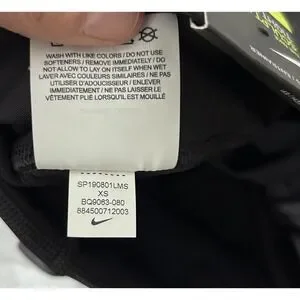 WASH WITH LIKE COLORS / DO NOT USE
SOFTENERS / REMOVE IMMEDIATELY / DO
NOT ALLOW TO LAY ON ITSELF WHEN WET
LAVER AVEC COULEURS SIMILAIRES / NE PAS
UTILISER D'ADOUCISSANT / RETIRER
IMMÉDIATEMENT / NE PAS LAISSER LE
VÊTEMENT PLIÉ LORSQU'IL EST MOUILLÉ
SP190801LMS
XS
BQ9063-080
884500712003